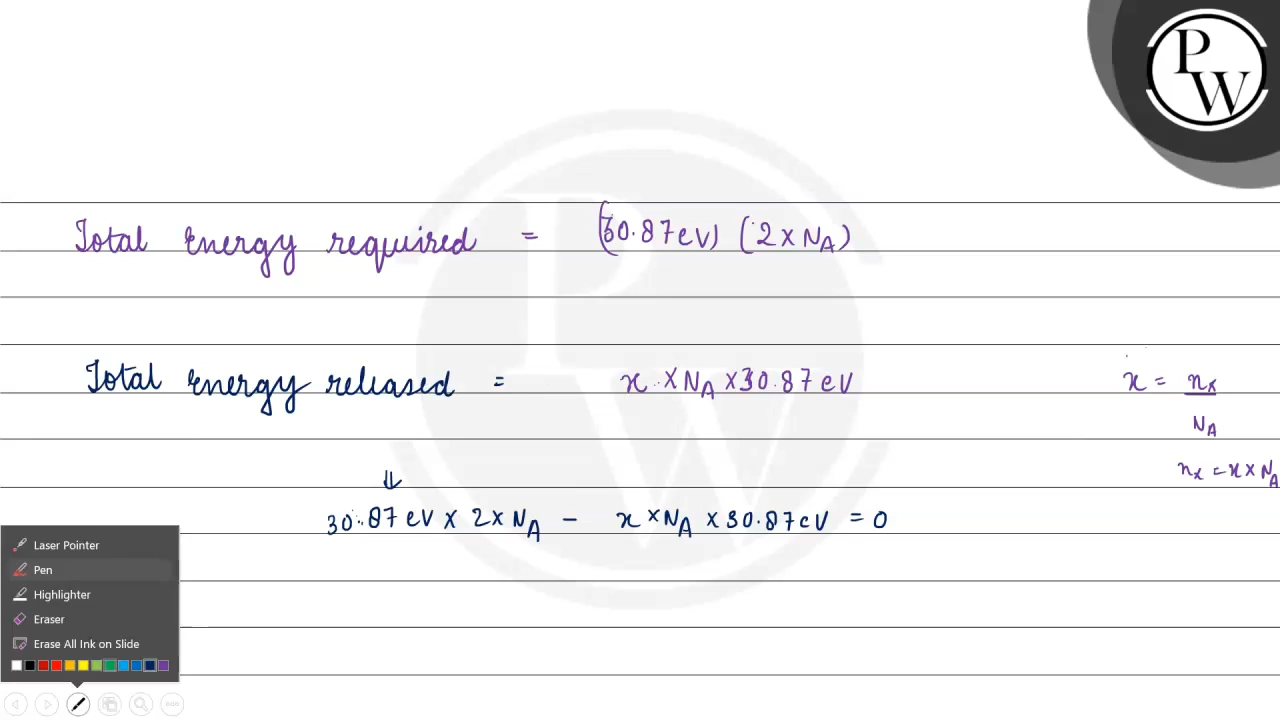 PW
Total energy required = (30.87 eV) (2 × NA)
Total energy released = x × NA × 30.87 eV
x = nx / NA
nx = x × NA
⇓
30.87 eV × 2 × NA − x × NA × 30.87 eV = 0
Laser Pointer
Pen
Highlighter
Eraser
Erase All Ink on Slide